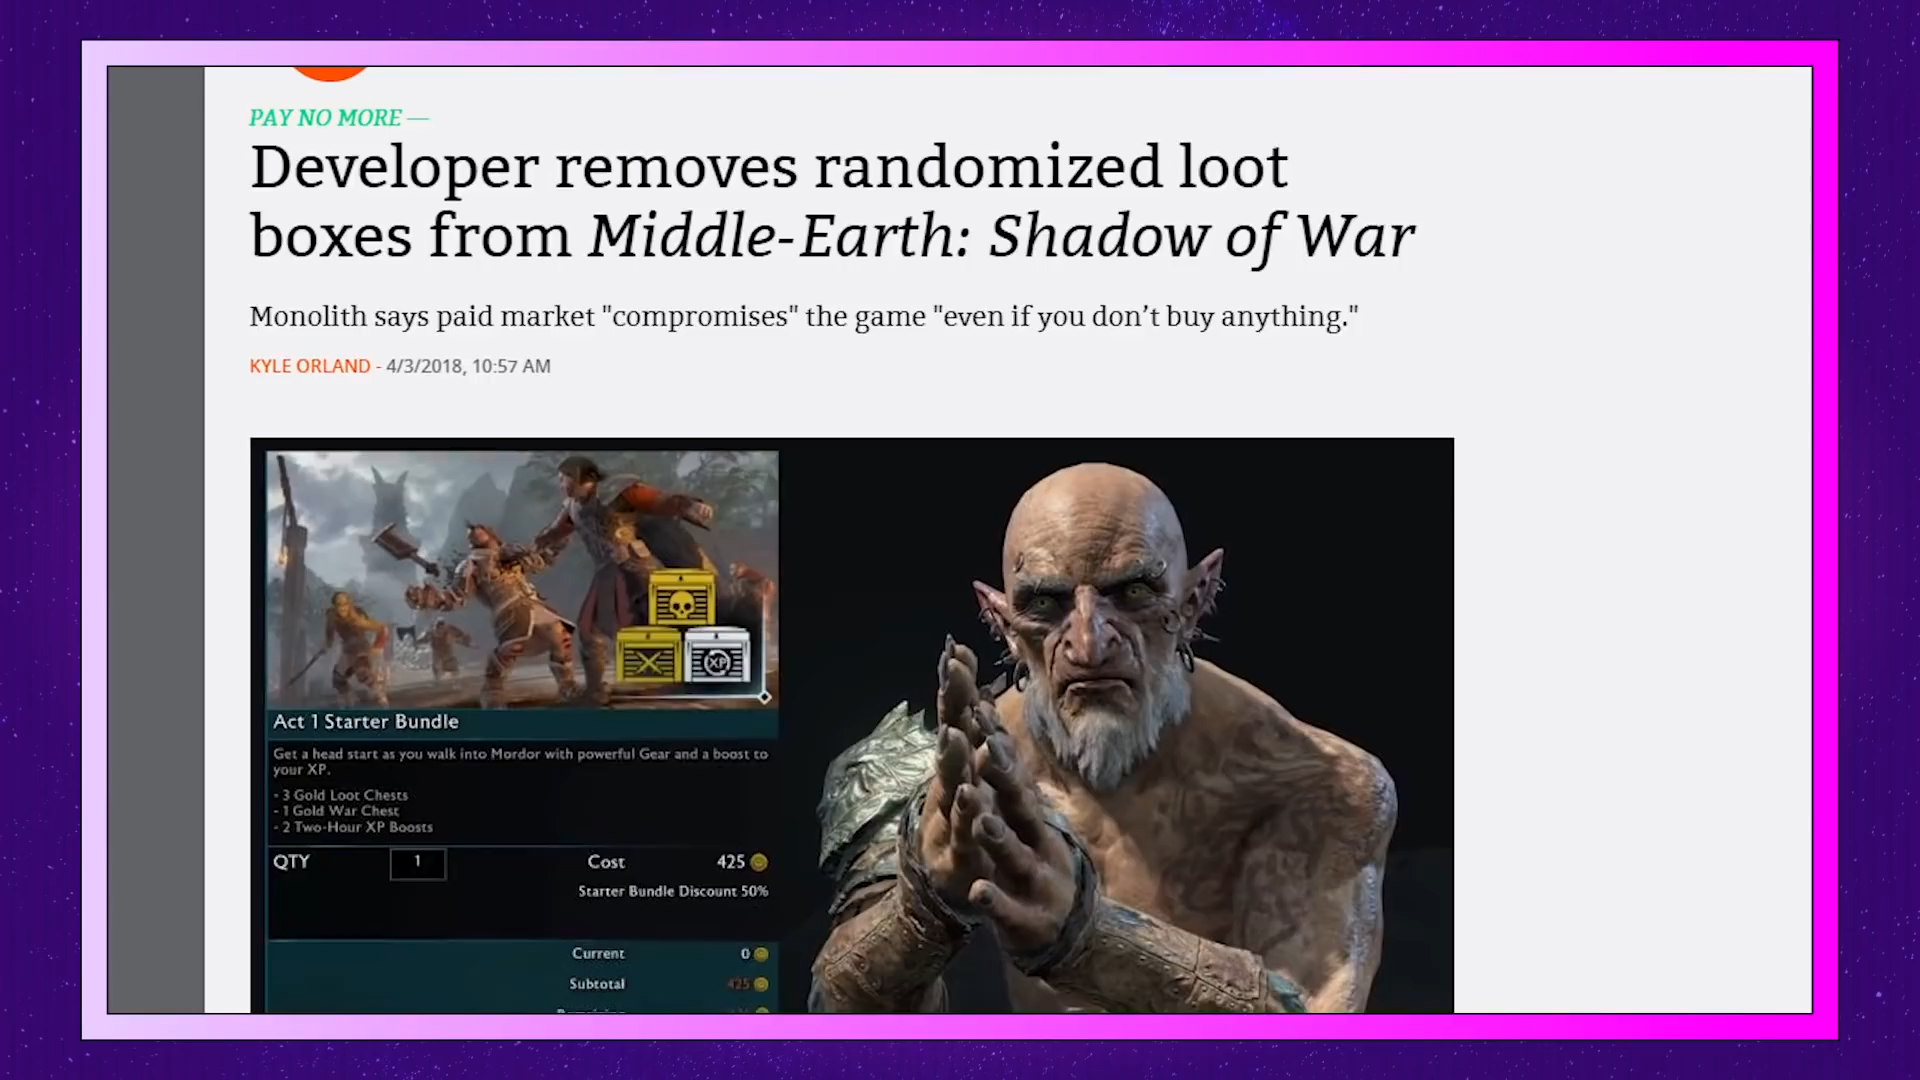 PAY NO MORE —
Developer removes randomized loot
boxes from Middle-Earth: Shadow of War
Monolith says paid market "compromises" the game "even if you don’t buy anything."
KYLE ORLAND - 4/3/2018, 10:57 AM
XP
Act 1 Starter Bundle
Get a head start as you walk into Mordor with powerful Gear and a boost to
your XP.
- 3 Gold Loot Chests
- 1 Gold War Chest
- 2 Two-Hour XP Boosts
QTY 1 Cost 425
Starter Bundle Discount 50%
Current 0
Subtotal 425